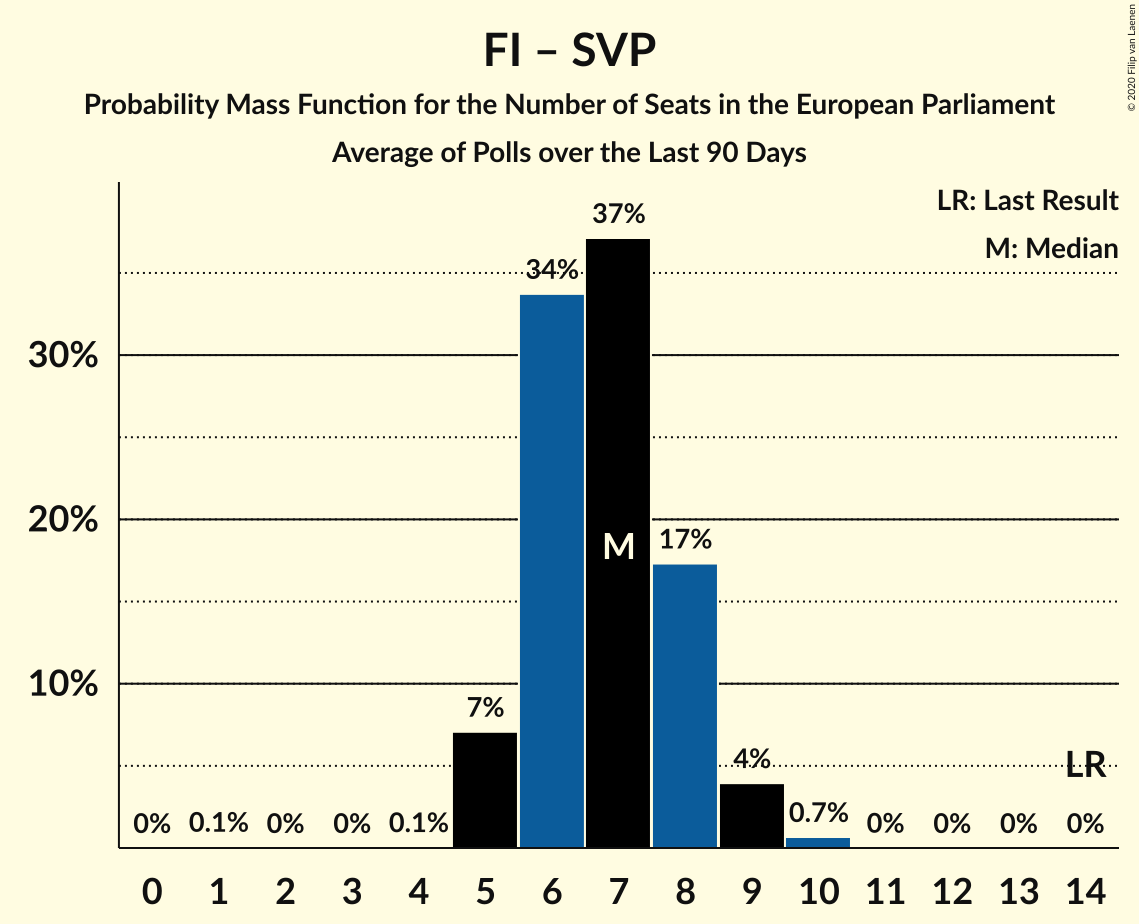 FI – SVP
Probability Mass Function for the Number of Seats in the European Parliament
Average of Polls over the Last 90 Days
© 2020 Filip van Laenen
LR: Last Result
M: Median
37%
34%
30%
20%
17%
M
10%
7%
4%
LR
0% 0.1% 0% 0% 0.1% 0.7% 0% 0% 0% 0%
0 1 2 3 4 5 6 7 8 9 10 11 12 13 14